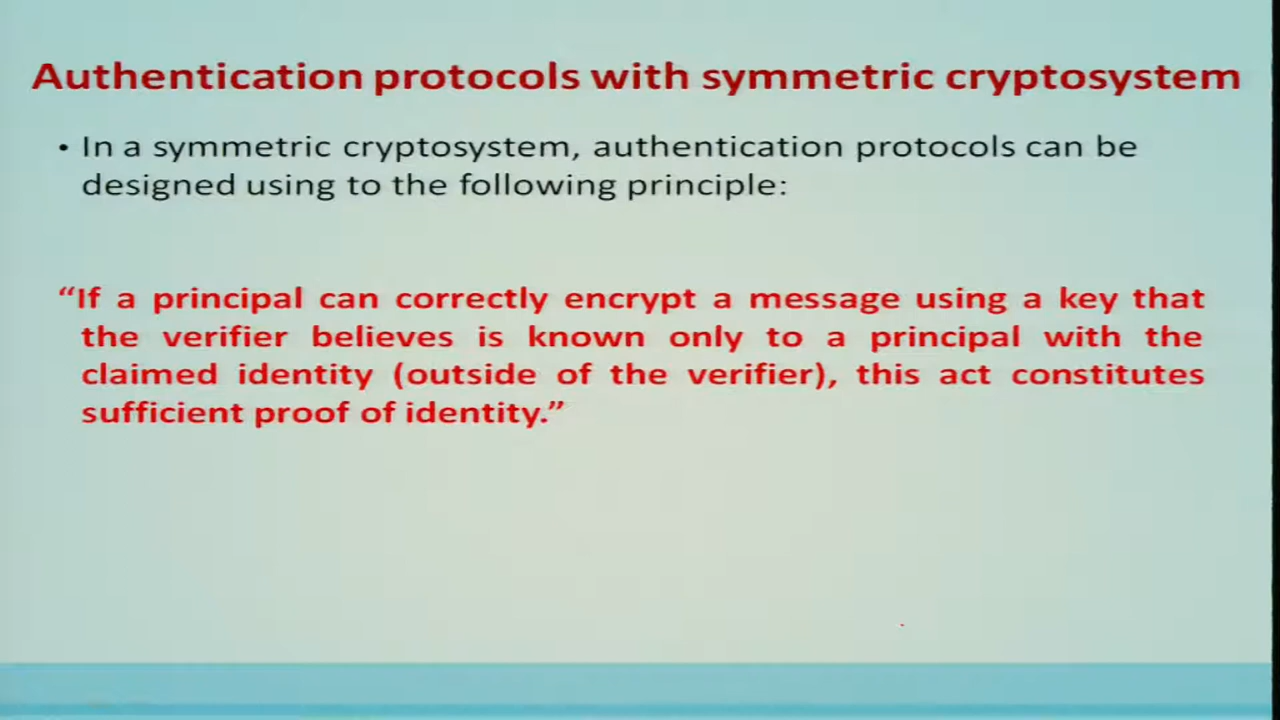 Authentication protocols with symmetric cryptosystem
• In a symmetric cryptosystem, authentication protocols can be
designed using to the following principle:
“If a principal can correctly encrypt a message using a key that
the verifier believes is known only to a principal with the
claimed identity (outside of the verifier), this act constitutes
sufficient proof of identity.”